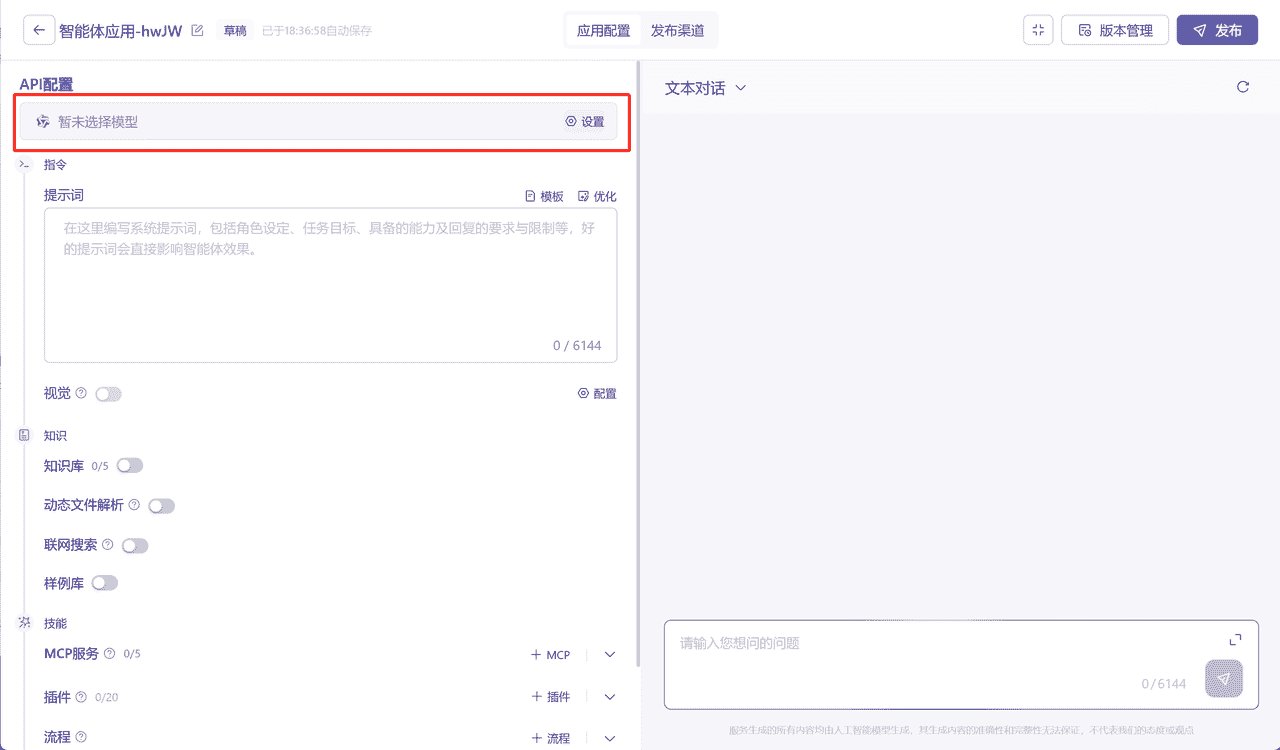 智能体应用-hwJW 草稿 已于18:36:58自动保存 应用配置 发布渠道 版本管理 发布
API配置
暂未选择模型 设置
指令
提示词 模板 优化
在这里编写系统提示词，包括角色设定、任务目标、具备的能力及回复的要求与限制等，好
的提示词会直接影响智能体效果。
0 / 6144
视觉 配置
知识
知识库 0/5
动态文件解析
联网搜索
样例库
技能
MCP服务 0/5 + MCP
插件 0/20 + 插件
流程 + 流程
文本对话
请输入您想问的问题
0/6144
服务生成的所有内容均由人工智能模型生成，其生成内容的准确性和完整性无法保证，不代表我们的态度或观点